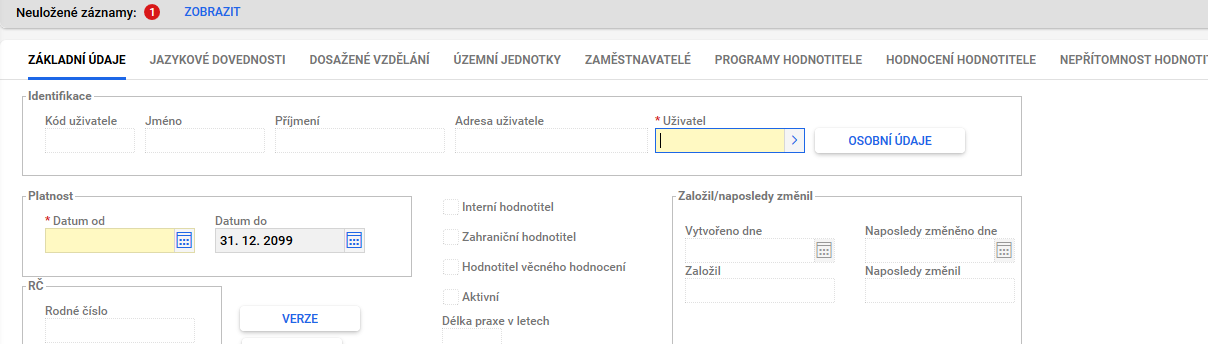 Neuložené záznamy: 1 ZOBRAZIT
ZÁKLADNÍ ÚDAJE JAZYKOVÉ DOVEDNOSTI DOSAŽENÉ VZDĚLÁNÍ ÚZEMNÍ JEDNOTKY ZAMĚSTNAVATELÉ PROGRAMY HODNOTITELE HODNOCENÍ HODNOTITELE NEPŘÍTOMNOST HODNOTI
Identifikace
Kód uživatele Jméno Příjmení Adresa uživatele * Uživatel
OSOBNÍ ÚDAJE
Platnost
* Datum od Datum do
31. 12. 2099
Interní hodnotitel
Zahraniční hodnotitel
Hodnotitel věcného hodnocení
Aktivní
Délka praxe v letech
Založil/naposledy změnil
Vytvořeno dne Naposledy změněno dne
Založil Naposledy změnil
RČ
Rodné číslo
VERZE